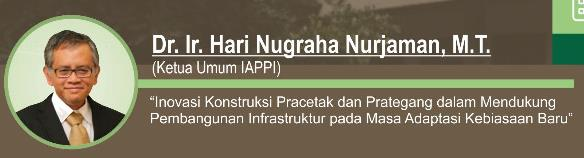 Dr. Ir. Hari Nugraha Nurjaman, M.T.
(Ketua Umum IAPPI)
“Inovasi Konstruksi Pracetak dan Prategang dalam Mendukung
Pembangunan Infrastruktur pada Masa Adaptasi Kebiasaan Baru”